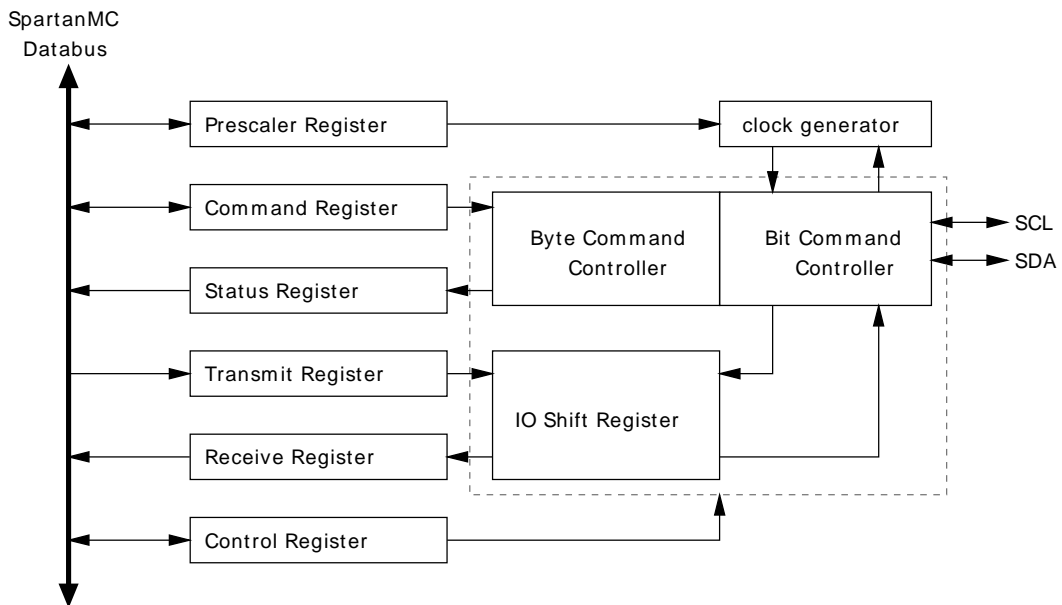 SpartanMC
Databus
Prescaler Register
clock generator
Command Register
Byte Command
Controller
Bit Command
Controller
SCL
SDA
Status Register
Transmit Register
IO Shift Register
Receive Register
Control Register